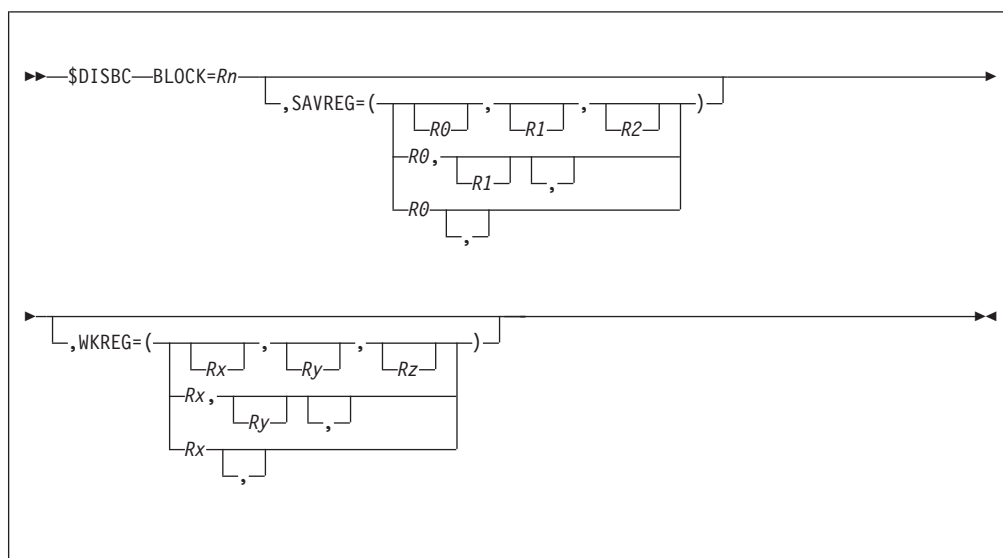 $DISBC BLOCK=Rn
,SAVREG=( , , )
R0 R1 R2
R0,
R1 ,
R0
,
,WKREG=( , , )
Rx Ry Rz
Rx,
Ry ,
Rx
,